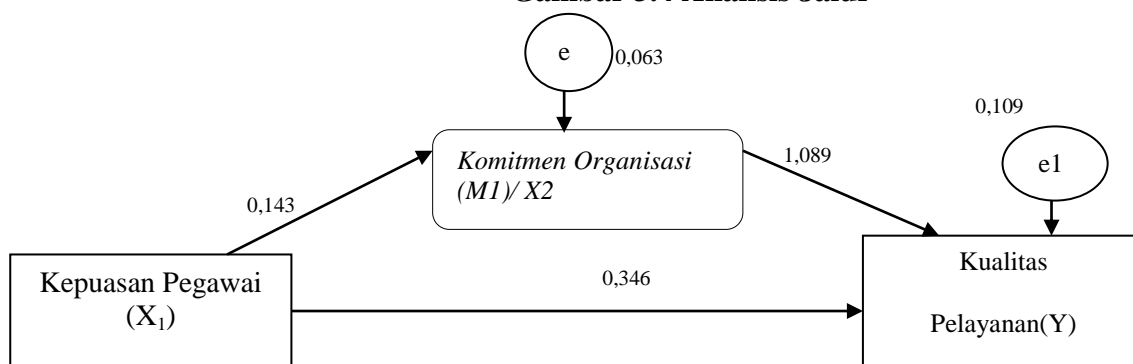 e
0,063
0,109
Komitmen Organisasi
(M1)/ X2
1,089
e1
0,143
Kepuasan Pegawai
(X₁)
0,346
Kualitas
Pelayanan(Y)